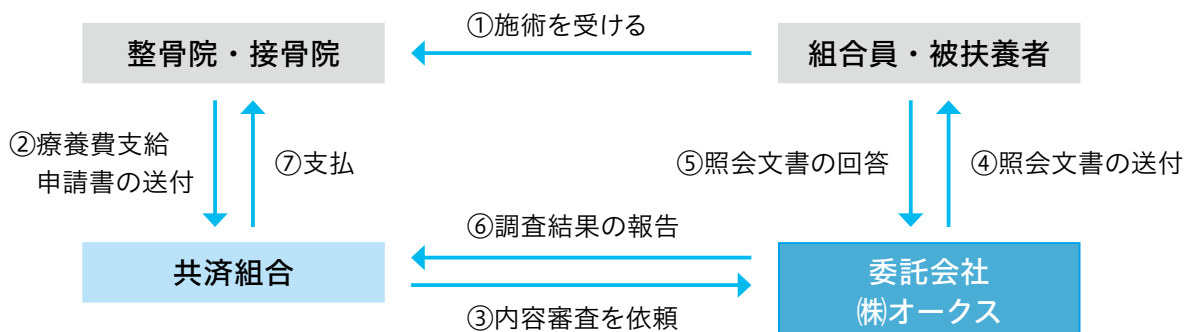 ①施術を受ける
整骨院・接骨院
組合員・被扶養者
②療養費支給
申請書の送付
⑦支払
⑤照会文書の回答
④照会文書の送付
⑥調査結果の報告
共済組合
委託会社
㈱オークス
③内容審査を依頼